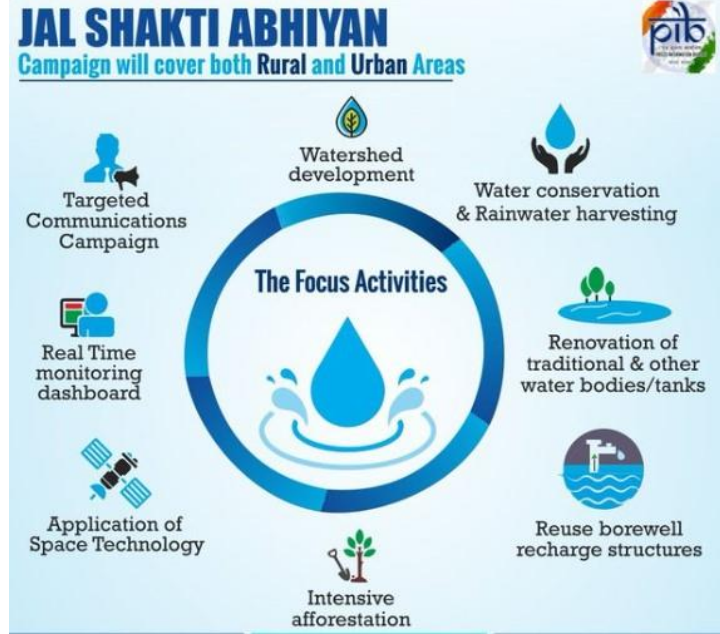 JAL SHAKTI ABHIYAN
Campaign will cover both Rural and Urban Areas
pib
Watershed
development
Water conservation
& Rainwater harvesting
Targeted
Communications
Campaign
The Focus Activities
Real Time
monitoring
dashboard
Renovation of
traditional & other
water bodies/tanks
Application of
Space Technology
Reuse borewell
recharge structures
Intensive
afforestation